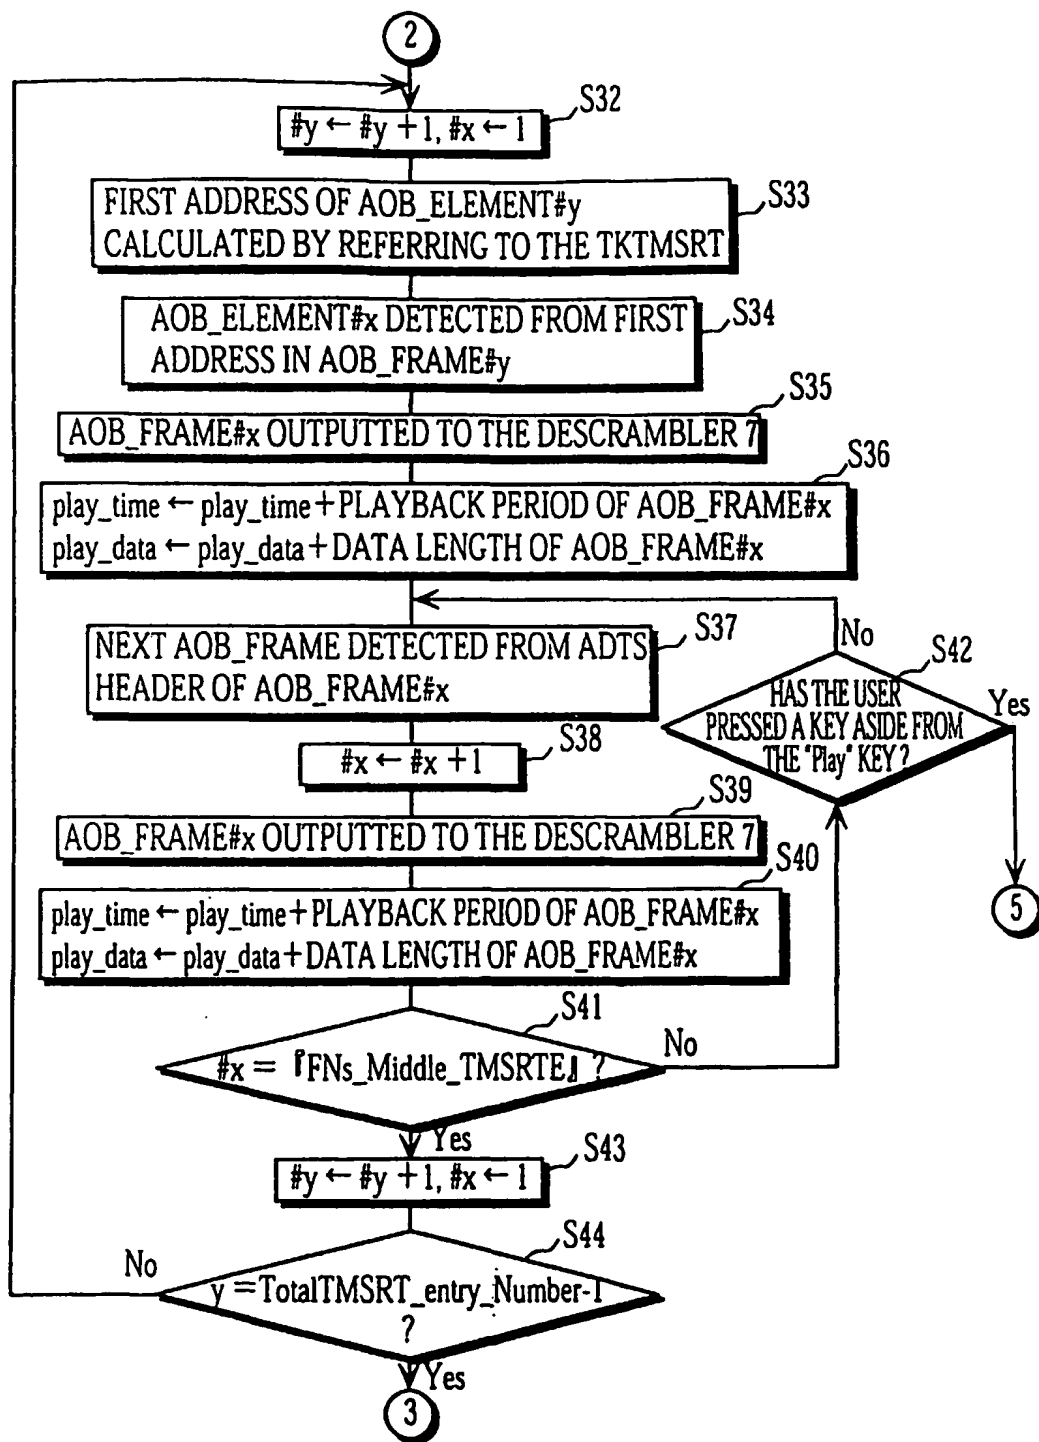 2
S32
#y ← #y + 1, #x ← 1
S33
FIRST ADDRESS OF AOB_ELEMENT#y
CALCULATED BY REFERRING TO THE TKTMSRT
S34
AOB_ELEMENT#x DETECTED FROM FIRST
ADDRESS IN AOB_FRAME#y
S35
AOB_FRAME#x OUTPUTTED TO THE DESCRAMBLER 7
S36
play_time ← play_time+PLAYBACK PERIOD OF AOB_FRAME#x
play_data ← play_data+DATA LENGTH OF AOB_FRAME#x
S37
NEXT AOB_FRAME DETECTED FROM ADTS
HEADER OF AOB_FRAME#x
No
S42
HAS THE USER
PRESSED A KEY ASIDE FROM
THE "Play" KEY ?
Yes
S38
#x ← #x + 1
S39
AOB_FRAME#x OUTPUTTED TO THE DESCRAMBLER 7
S40
play_time ← play_time+PLAYBACK PERIOD OF AOB_FRAME#x
play_data ← play_data+DATA LENGTH OF AOB_FRAME#x
5
S41
#x = 『FNs_Middle_TMSRTE』 ?
No
Yes
S43
#y ← #y + 1, #x ← 1
S44
No
y =TotalTMSRT_entry_Number-1
?
Yes
3